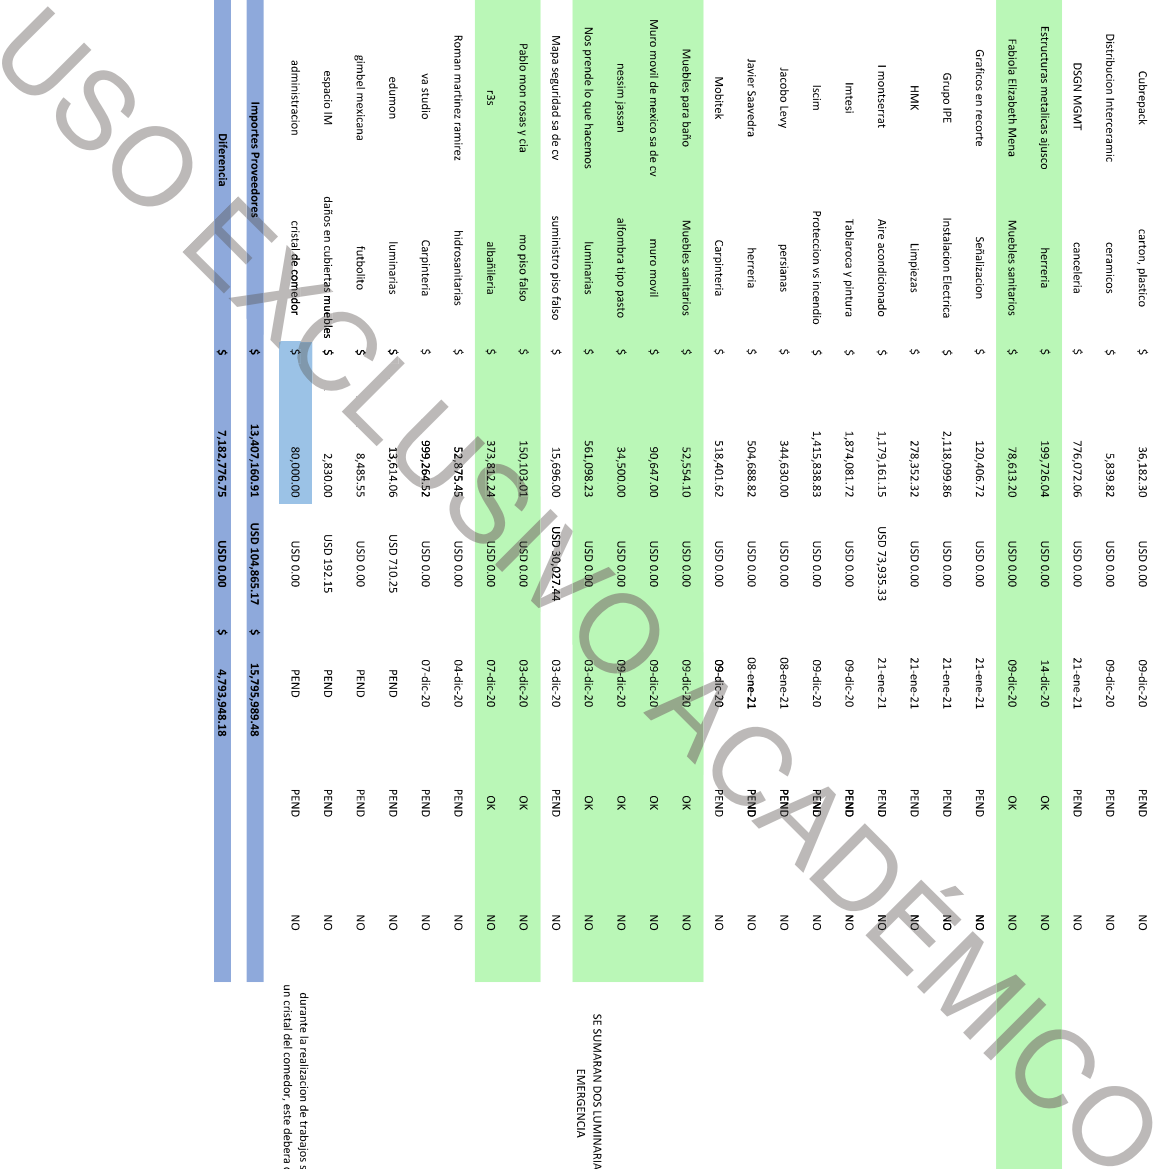 Cubrepack carton, plastico $ 36,182.30 09-dic-20 PEND NO
Distribucion Interceramic ceramicos $ 5,839.82 USD 0.00 09-dic-20 PEND NO
DSGN MGMT canceleria $ 776,072.06 USD 0.00 21-ene-21 PEND NO
Estructuras metalicas ajusco herreria $ 199,726.04 USD 0.00 14-dic-20 OK NO
Fabiola Elizabeth Mena Muebles sanitarios $ 78,613.20 USD 0.00 09-dic-20 OK NO
Graficos en recorte Señalizacion $ 120,406.72 USD 0.00 21-ene-21 PEND NO
Grupo IPE Instalacion Electrica $ 2,118,099.86 USD 0.00 21-ene-21 PEND NO
HMK Limpiezas $ 278,352.32 USD 0.00 21-ene-21 PEND NO
I montserrat Aire acondicionado $ 1,179,161.15 USD 73,935.33 21-ene-21 PEND NO
Imtesi Tablaroca y pintura $ 1,874,081.72 USD 0.00 09-dic-20 PEND NO
Iscim Proteccion vs incendio $ 1,415,838.83 USD 0.00 09-dic-20 PEND NO
Jacobo Levy persianas $ 344,630.00 USD 0.00 08-ene-21 PEND NO
Javier Saavedra herreria $ 504,688.82 USD 0.00 08-ene-21 PEND NO
Mobitek Carpinteria $ 518,401.62 USD 0.00 09-dic-20 PEND NO
Muebles para baño Muebles sanitarios $ 52,554.10 USD 0.00 09-dic-20 OK NO
Muro movil de mexico sa de cv muro movil $ 90,647.00 USD 0.00 09-dic-20 OK NO
nessim jassan alfombra tipo pasto $ 34,500.00 USD 0.00 09-dic-20 OK NO
Nos prende lo que hacemos luminarias $ 561,098.23 USD 0.00 03-dic-20 OK NO SE SUMARAN DOS LUMINARIA
EMERGENCIA
Mapa seguridad sa de cv suministro piso falso $ 15,696.00 USD 30,027.44 03-dic-20 PEND NO
Pablo mon rosas y cia mo piso falso $ 150,103.01 USD 0.00 03-dic-20 OK NO
r3s albañileria $ 373,812.24 USD 0.00 07-dic-20 OK NO
Roman martinez ramirez hidrosanitarias $ 52,875.45 USD 0.00 04-dic-20 PEND NO
va studio Carpinteria $ 999,264.52 USD 0.00 07-dic-20 PEND NO
edumon luminarias $ 13,614.06 USD 710.25 PEND PEND NO
gimbel mexicana futbolito $ 8,485.55 USD 0.00 PEND PEND NO
espacio IM daños en cubiertas muebles $ 2,830.00 USD 192.15 PEND PEND NO
administracion cristal de comedor $ 80,000.00 USD 0.00 PEND PEND NO durante la realizacion de trabajos s
un cristal del comedor, este debera
Importes Proveedores $ 13,407,160.91 USD 104,865.17 $ 15,795,989.48
Diferencia $ 7,182,776.75 USD 0.00 $ 4,793,948.18
USO EXCLUSIVO ACADÉMICO